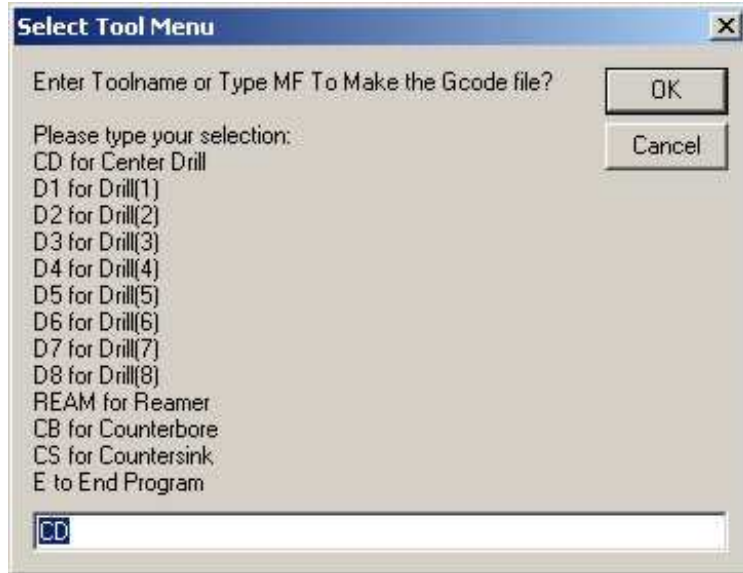 Select Tool Menu
Enter Toolname or Type MF To Make the Gcode file?
OK
Cancel
Please type your selection:
CD for Center Drill
D1 for Drill(1)
D2 for Drill(2)
D3 for Drill(3)
D4 for Drill(4)
D5 for Drill(5)
D6 for Drill(6)
D7 for Drill(7)
D8 for Drill(8)
REAM for Reamer
CB for Counterbore
CS for Countersink
E to End Program
CD